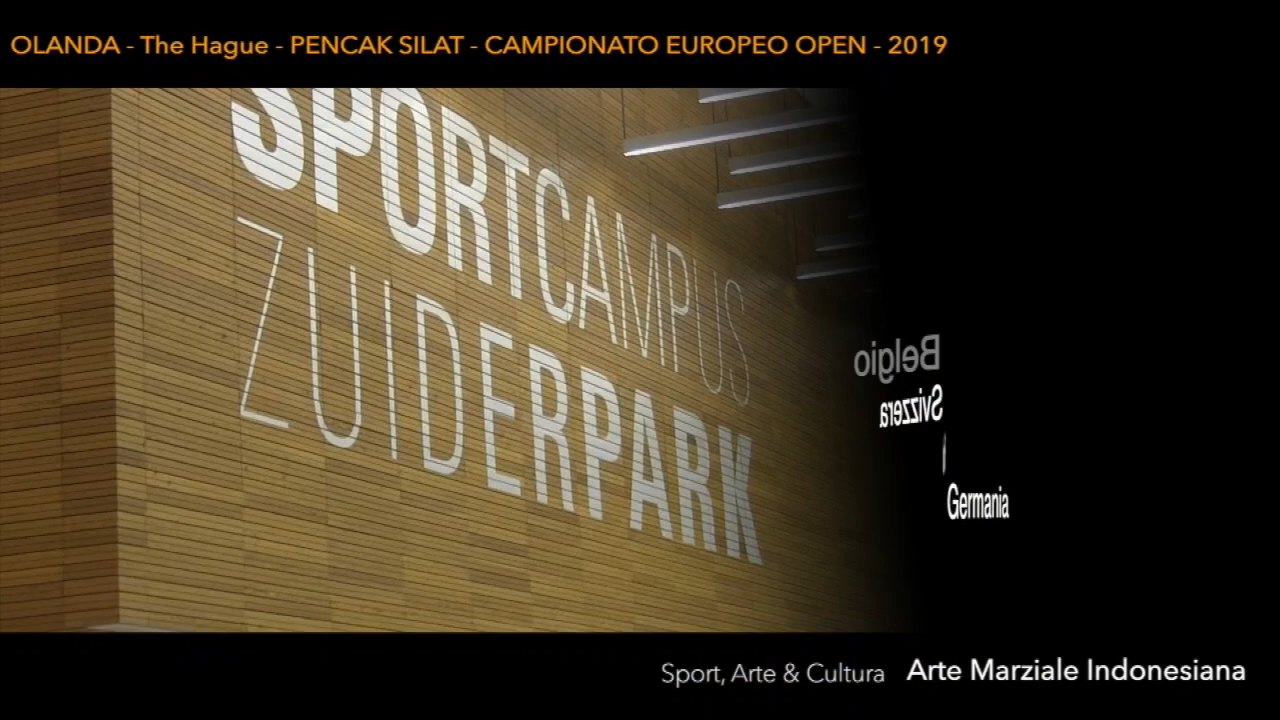 OLANDA - The Hague - PENCAK SILAT - CAMPIONATO EUROPEO OPEN - 2019
SPORTCAMPUS
ZUIDERPARK
Belgio
Svizzera
Germania
Sport, Arte & Cultura Arte Marziale Indonesiana